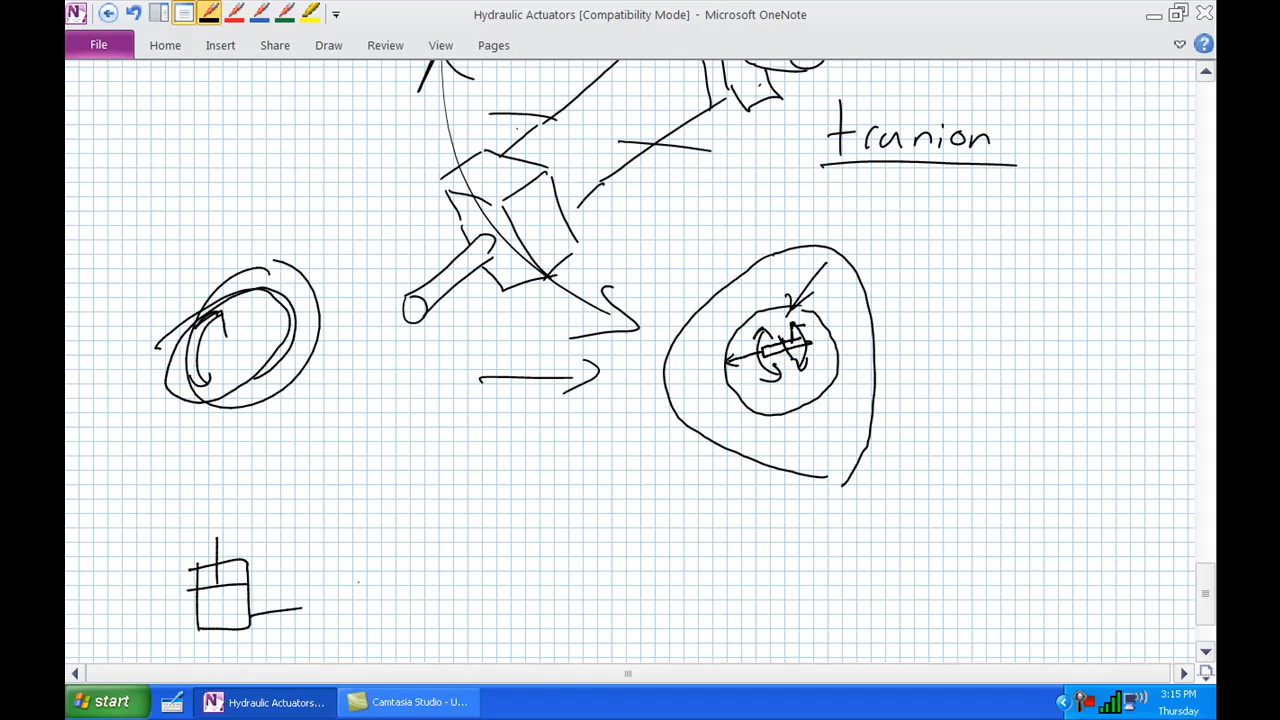 Hydraulic Actuators [Compatibility Mode] - Microsoft OneNote
File Home Insert Share Draw Review View Pages
tranion
start Hydraulic Actuators... Camtasia Studio - U... 3:15 PM
Thursday